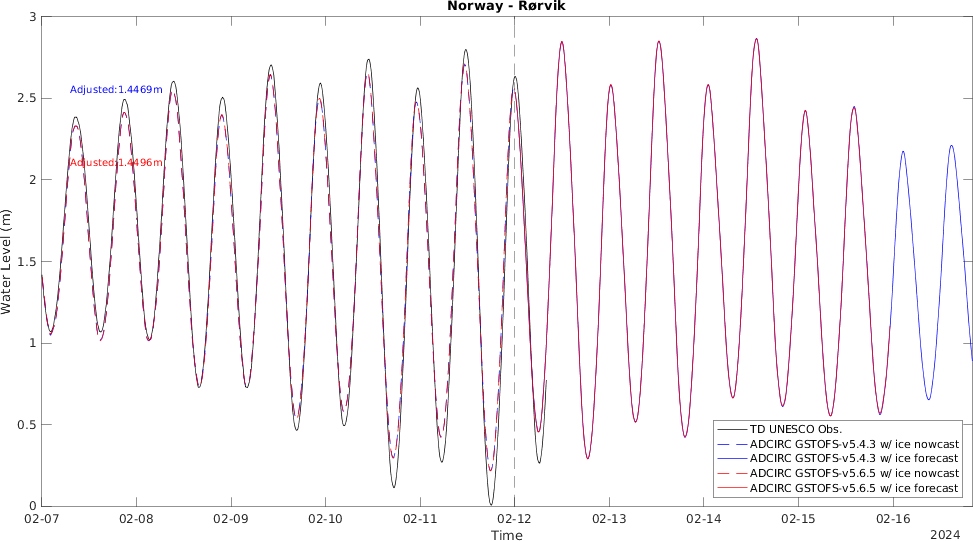 Norway - Rørvik
Water Level (m)
3
2.5
2
1.5
1
0.5
0
Adjusted:1.4469m
Adjusted:1.4496m
TD UNESCO Obs.
ADCIRC GSTOFS-v5.4.3 w/ ice nowcast
ADCIRC GSTOFS-v5.4.3 w/ ice forecast
ADCIRC GSTOFS-v5.6.5 w/ ice nowcast
ADCIRC GSTOFS-v5.6.5 w/ ice forecast
02-07 02-08 02-09 02-10 02-11 02-12 02-13 02-14 02-15 02-16
Time
2024